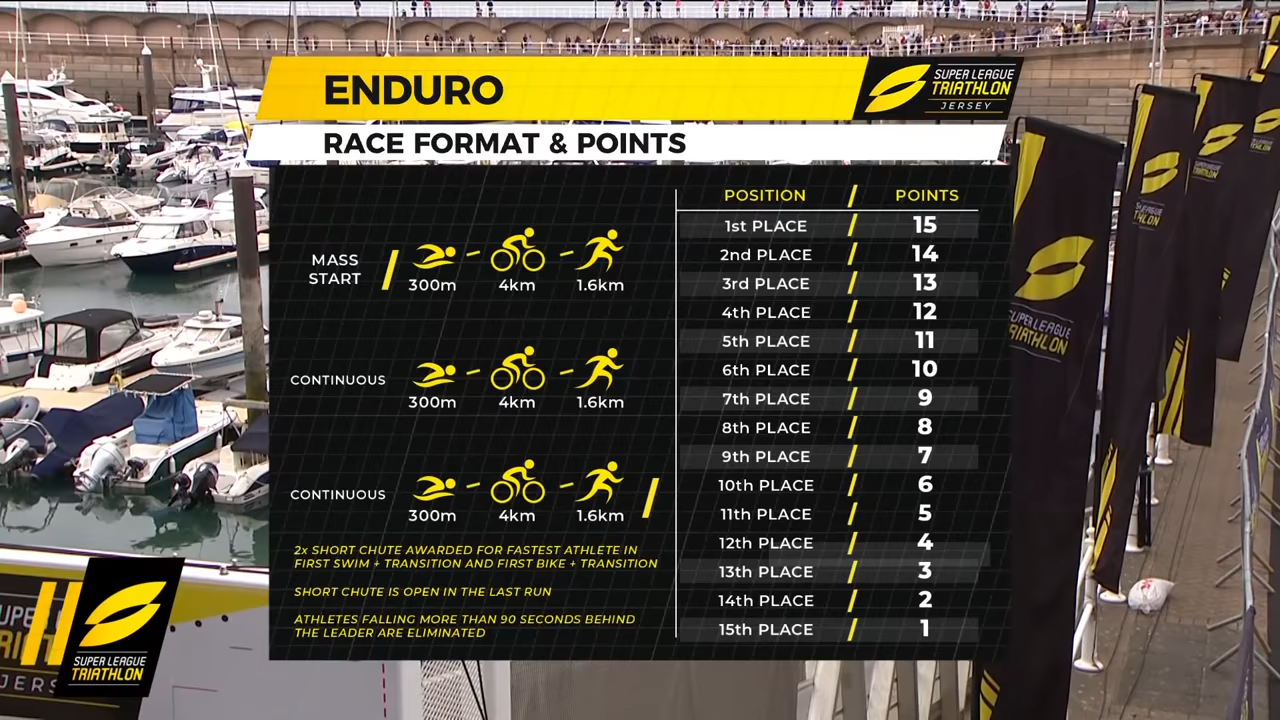 ENDURO
SUPER LEAGUE
TRIATHLON
JERSEY
RACE FORMAT & POINTS
MASS
START
300m 4km 1.6km
CONTINUOUS
300m 4km 1.6km
CONTINUOUS
300m 4km 1.6km
2x SHORT CHUTE AWARDED FOR FASTEST ATHLETE IN
FIRST SWIM + TRANSITION AND FIRST BIKE + TRANSITION
SHORT CHUTE IS OPEN IN THE LAST RUN
ATHLETES FALLING MORE THAN 90 SECONDS BEHIND
THE LEADER ARE ELIMINATED
POSITION / POINTS
1st PLACE / 15
2nd PLACE / 14
3rd PLACE / 13
4th PLACE / 12
5th PLACE / 11
6th PLACE / 10
7th PLACE / 9
8th PLACE / 8
9th PLACE / 7
10th PLACE / 6
11th PLACE / 5
12th PLACE / 4
13th PLACE / 3
14th PLACE / 2
15th PLACE / 1
SUPER LEAGUE
TRIATHLON
SUPER LEAGUE
TRIATHLON